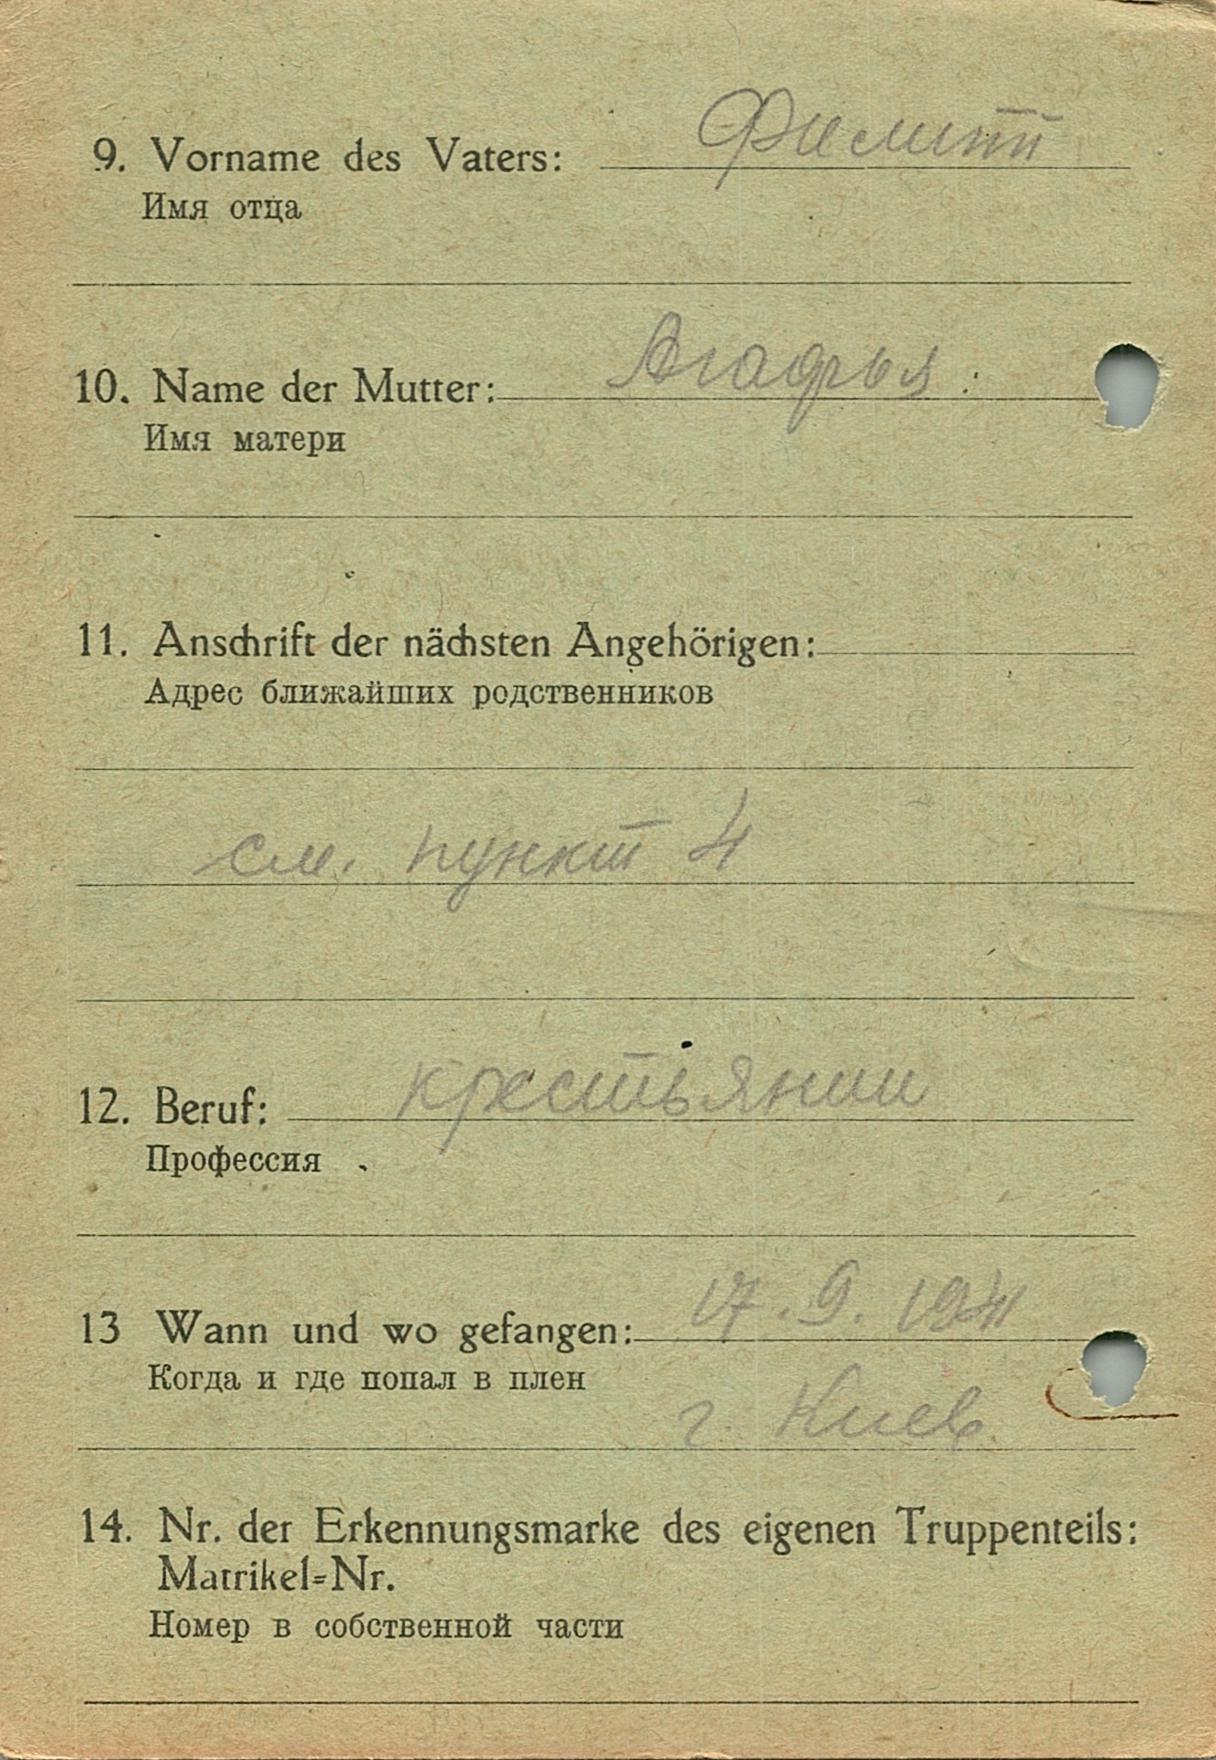 9. Vorname des Vaters: Филипп
Имя отца
10. Name der Mutter: Агафья
Имя матери
11. Anschrift der nächsten Angehörigen:
Адрес ближайших родственников
см. пункт 4
12. Beruf: крестьянин
Профессия
13 Wann und wo gefangen: 17.9.1941
Когда и где попал в плен
г. Киев
14. Nr. der Erkennungsmarke des eigenen Truppenteils:
Matrikel=Nr.
Номер в собственной части